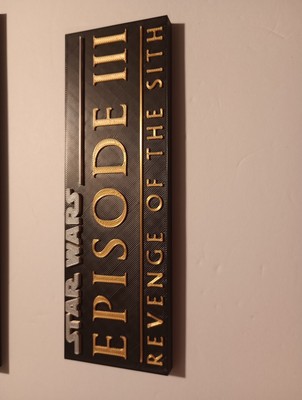 STAR WARS
EPISODE III
REVENGE OF THE SITH